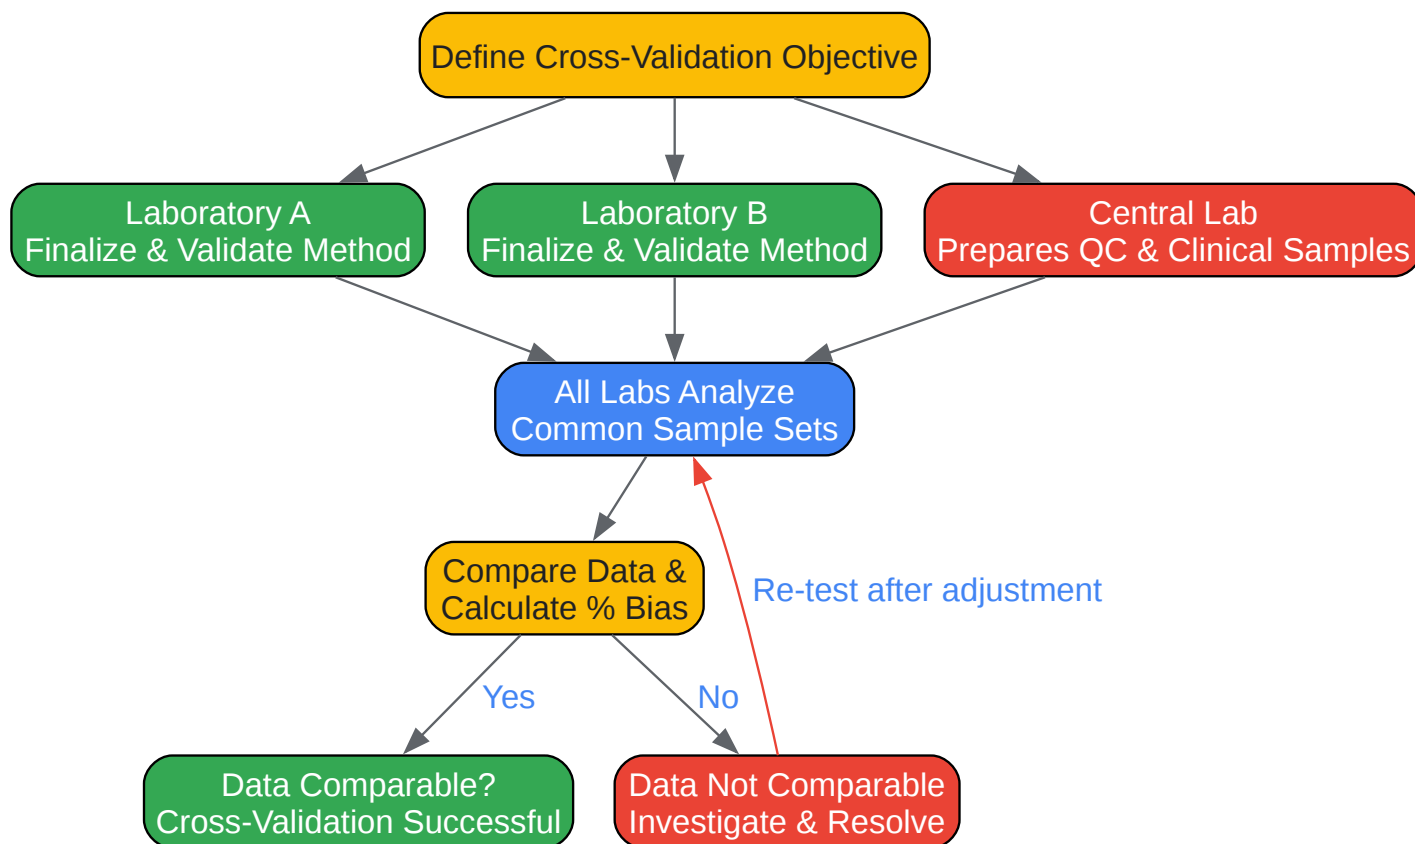 Define Cross-Validation Objective
Laboratory A
Finalize & Validate Method
Laboratory B
Finalize & Validate Method
Central Lab
Prepares QC & Clinical Samples
All Labs Analyze
Common Sample Sets
Compare Data &
Calculate % Bias
Re-test after adjustment
Yes
No
Data Comparable?
Cross-Validation Successful
Data Not Comparable
Investigate & Resolve